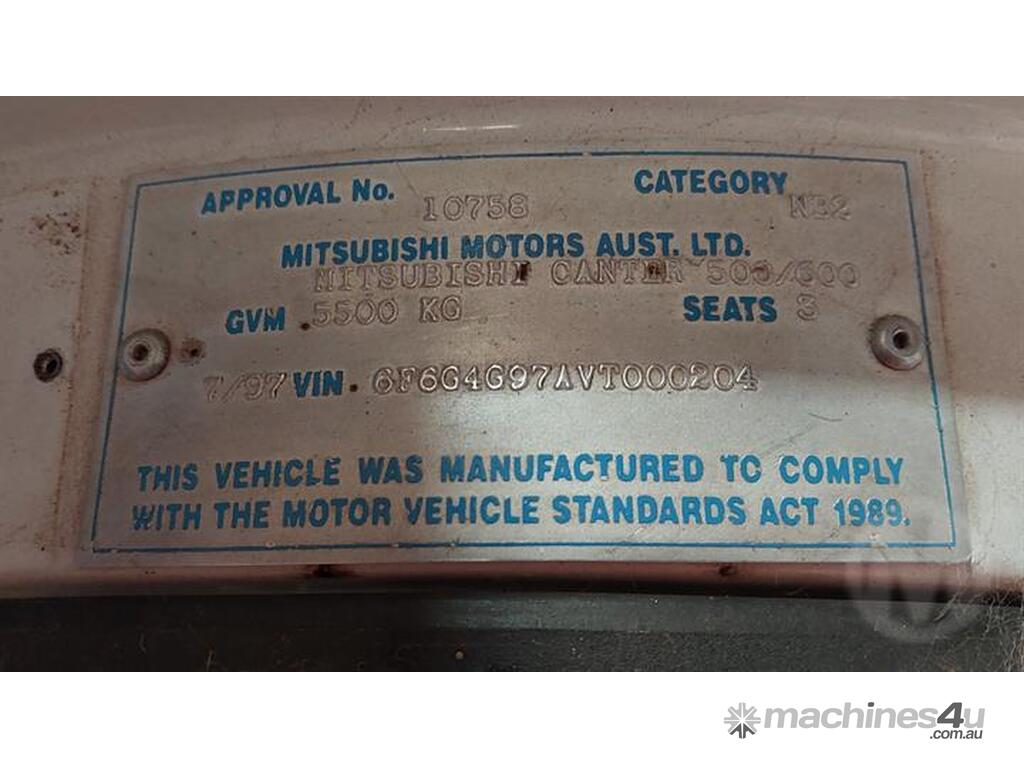 APPROVAL No. 10758 CATEGORY NB2
MITSUBISHI MOTORS AUST. LTD.
MITSUBISHI CANTER 500/600
GVM . 5500 KG SEATS 3
7/97 VIN. 6F6G4G97AVT000204
THIS VEHICLE WAS MANUFACTURED TO COMPLY
WITH THE MOTOR VEHICLE STANDARDS ACT 1989.
machines4u
.com.au